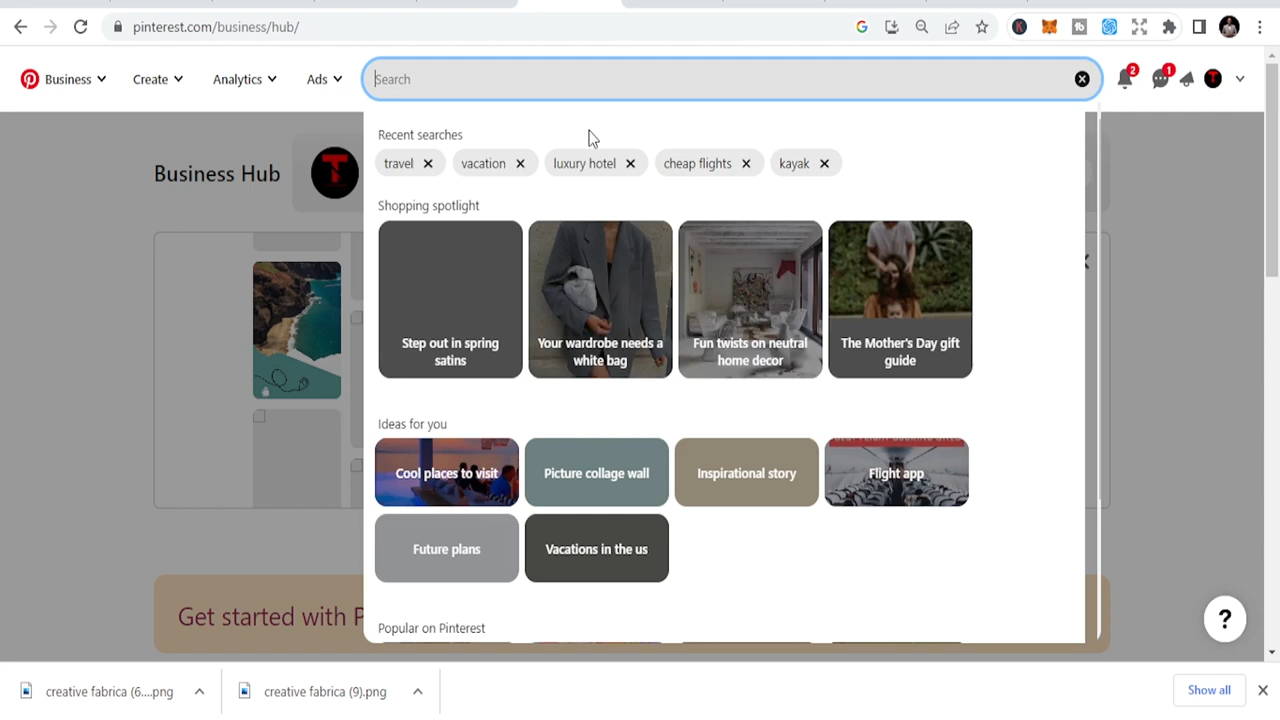 pinterest.com/business/hub/
Business Create Analytics Ads Search 2 1
Recent searches
travel vacation luxury hotel cheap flights kayak
Business Hub
Shopping spotlight
Step out in spring
satins
Your wardrobe needs a
white bag
Fun twists on neutral
home decor
The Mother's Day gift
guide
Ideas for you
Cool places to visit Picture collage wall Inspirational story Flight app
Future plans Vacations in the us
Get started with P
Popular on Pinterest
?
creative fabrica (6....png creative fabrica (9).png Show all